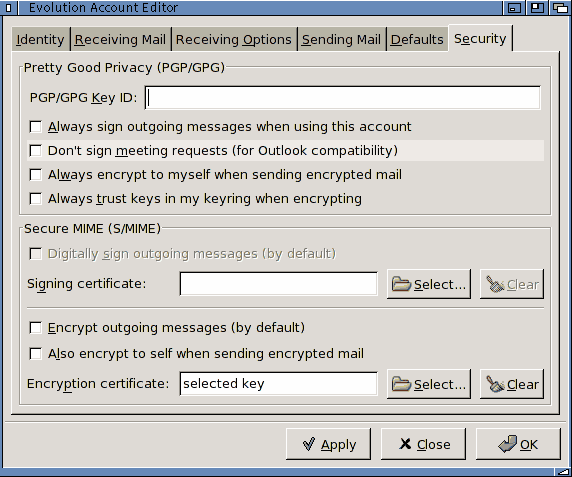 Evolution Account Editor
Identity Receiving Mail Receiving Options Sending Mail Defaults Security
Pretty Good Privacy (PGP/GPG)
PGP/GPG Key ID:
Always sign outgoing messages when using this account
Don't sign meeting requests (for Outlook compatibility)
Always encrypt to myself when sending encrypted mail
Always trust keys in my keyring when encrypting
Secure MIME (S/MIME)
Digitally sign outgoing messages (by default)
Signing certificate: Select... Clear
Encrypt outgoing messages (by default)
Also encrypt to self when sending encrypted mail
Encryption certificate: selected key Select... Clear
Apply Close OK